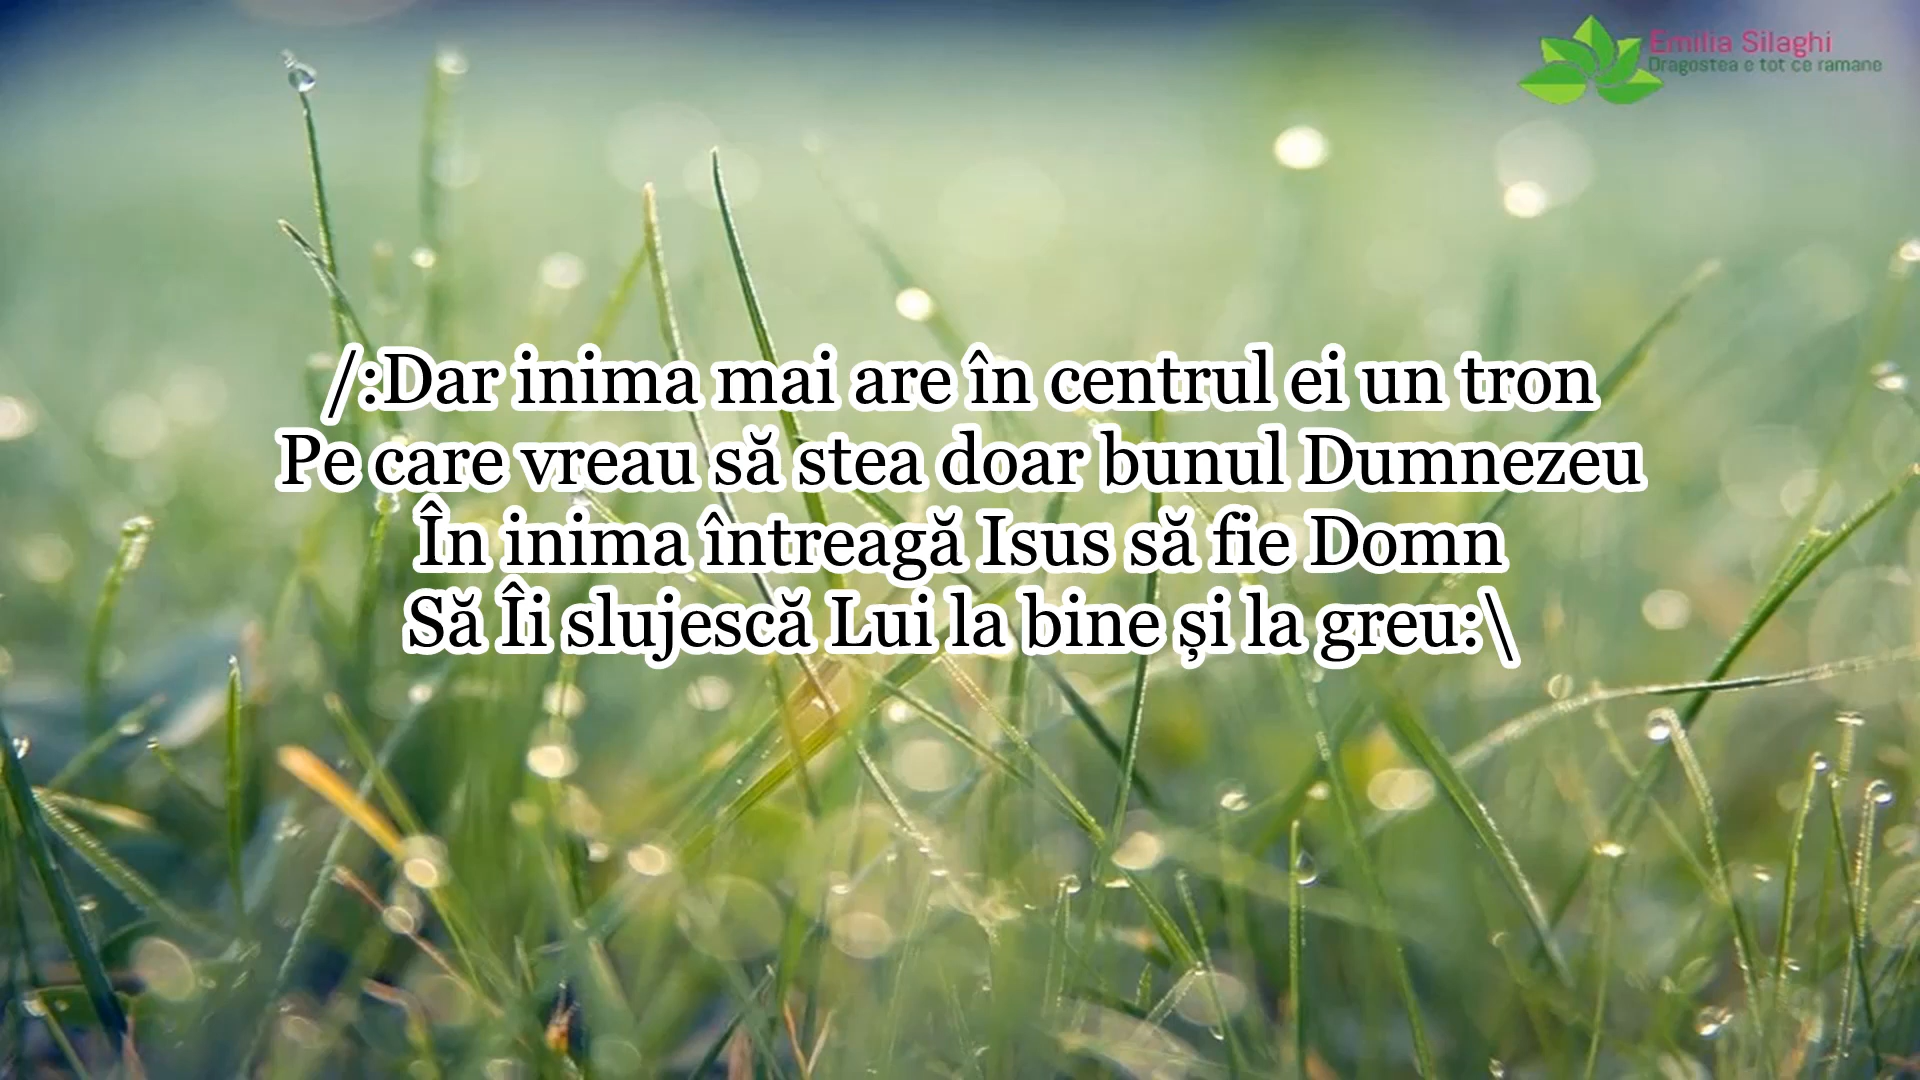 Emilia Silaghi
Dragostea e tot ce ramane
/:Dar inima mai are în centrul ei un tron
Pe care vreau să stea doar bunul Dumnezeu
În inima întreagă Isus să fie Domn
Să Îi slujescă Lui la bine și la greu:\